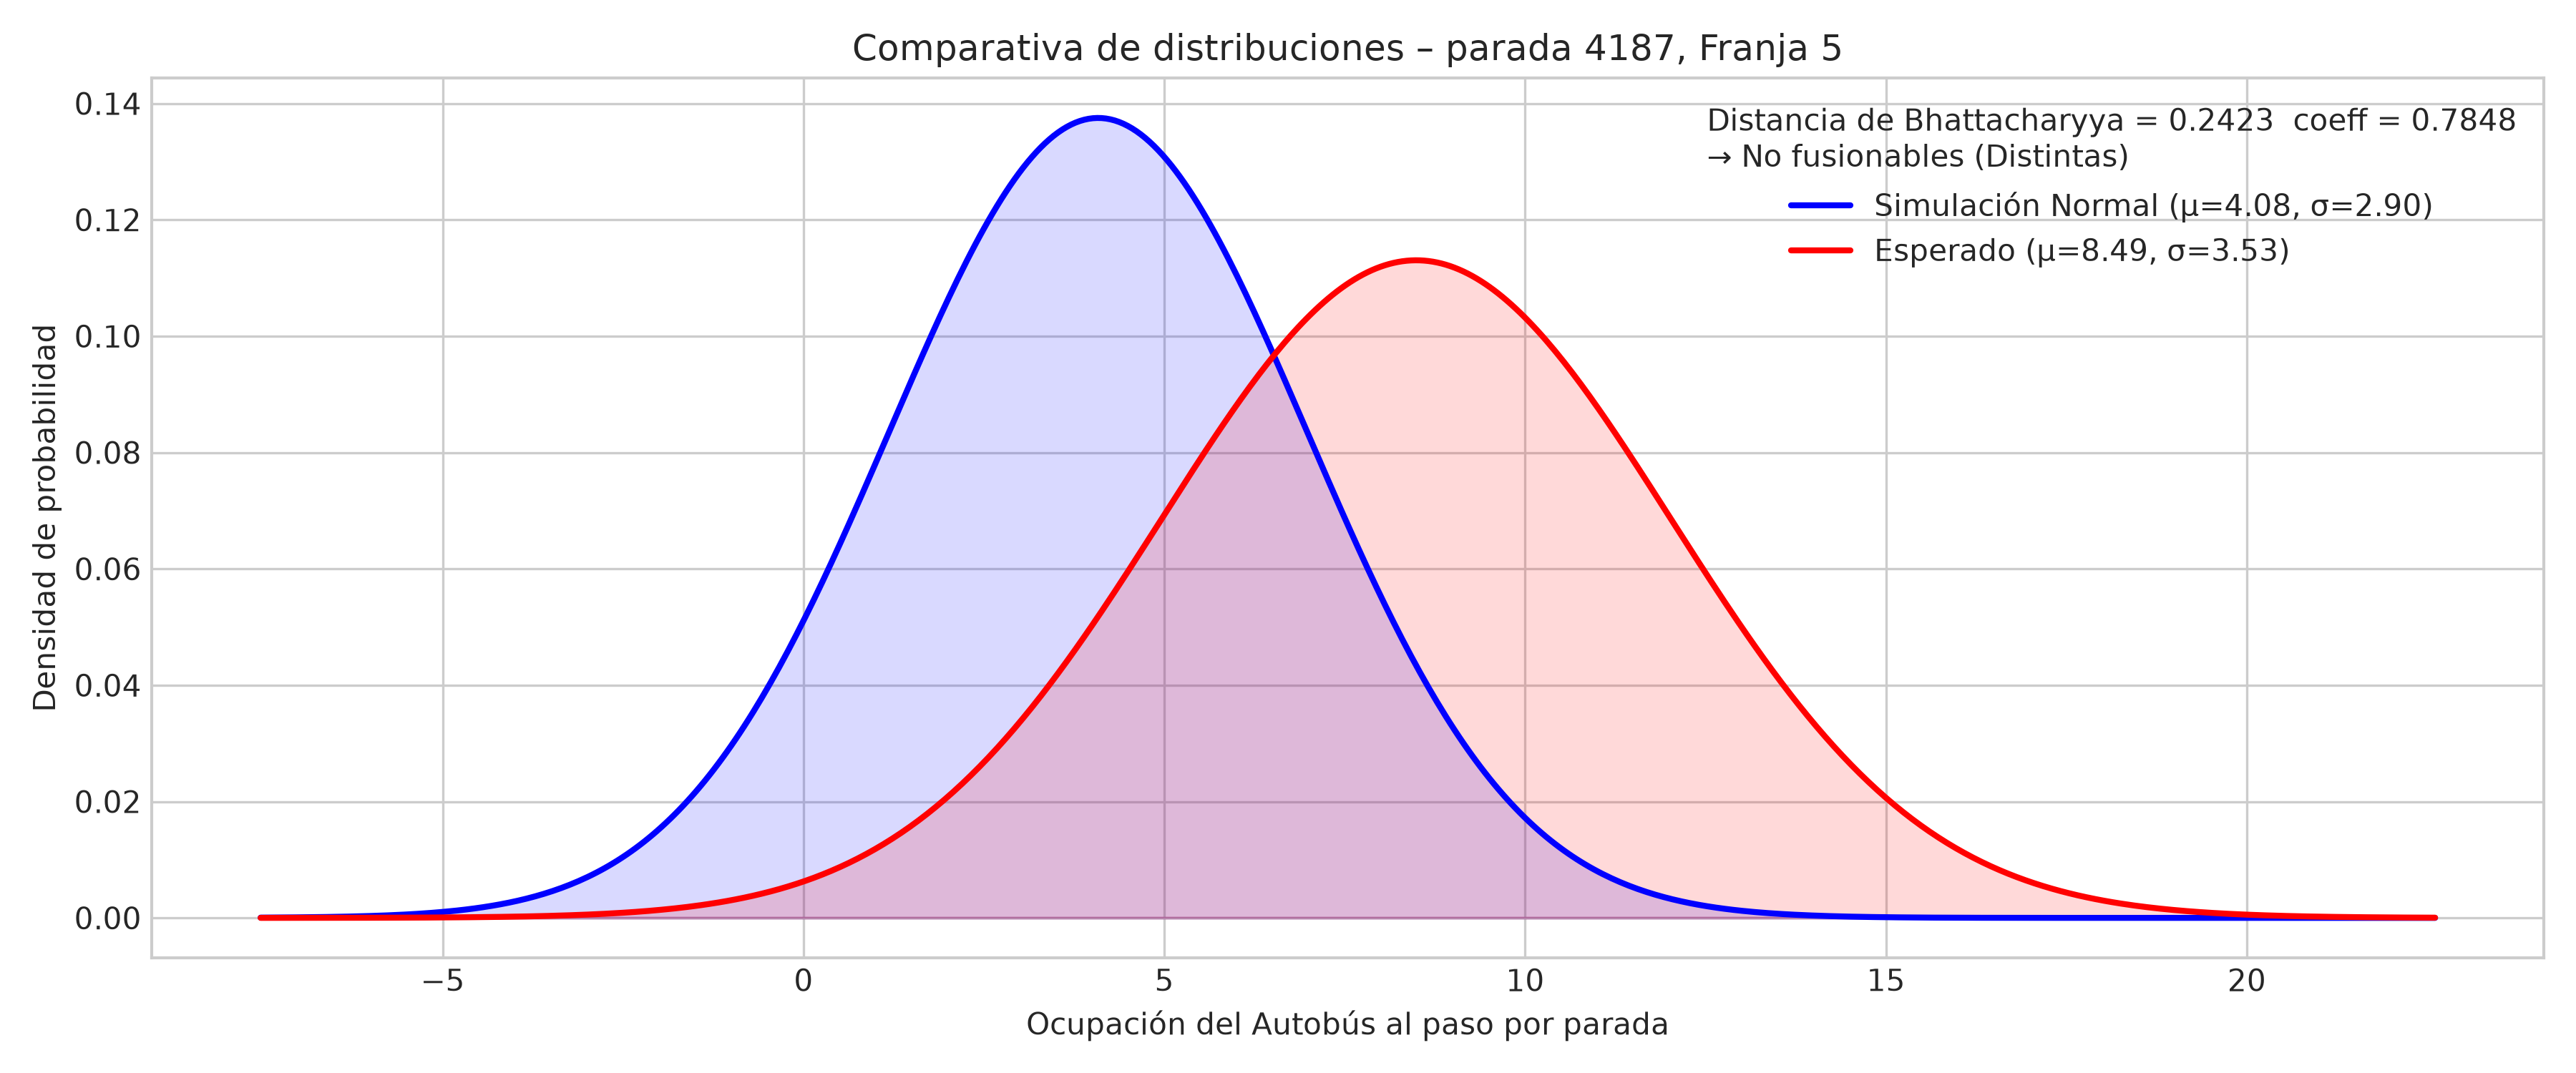 Comparativa de distribuciones – parada 4187, Franja 5
Distancia de Bhattacharyya = 0.2423  coeff = 0.7848
→ No fusionables (Distintas)
Simulación Normal (μ=4.08, σ=2.90)
Esperado (μ=8.49, σ=3.53)
Densidad de probabilidad
0.14
0.12
0.10
0.08
0.06
0.04
0.02
0.00
−5 0 5 10 15 20
Ocupación del Autobús al paso por parada